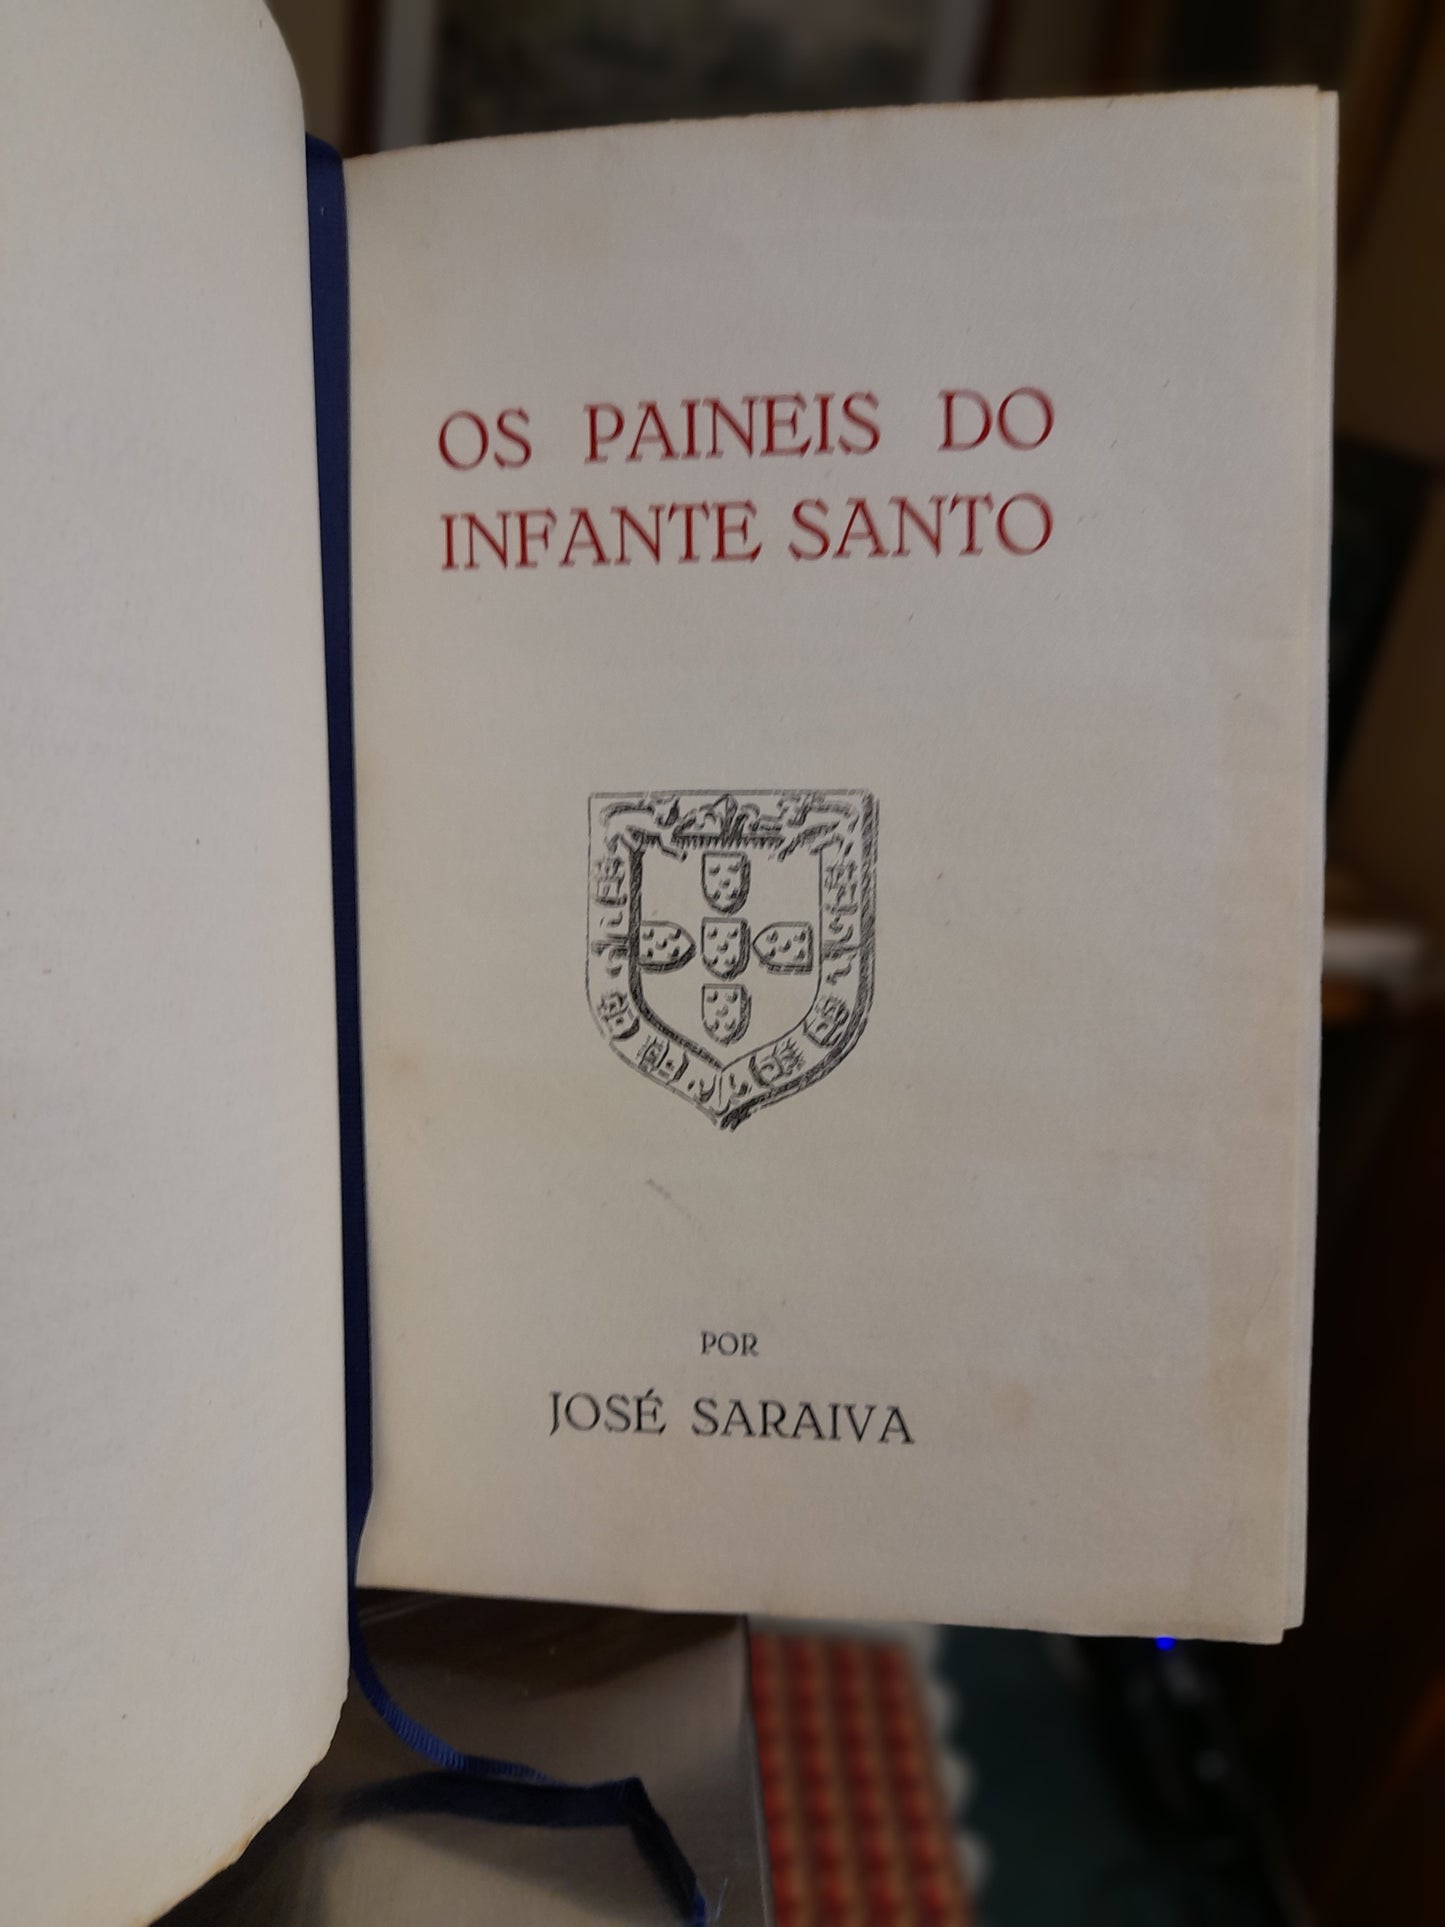 OS PAINEIS DO
INFANTE SANTO
POR
JOSÉ SARAIVA